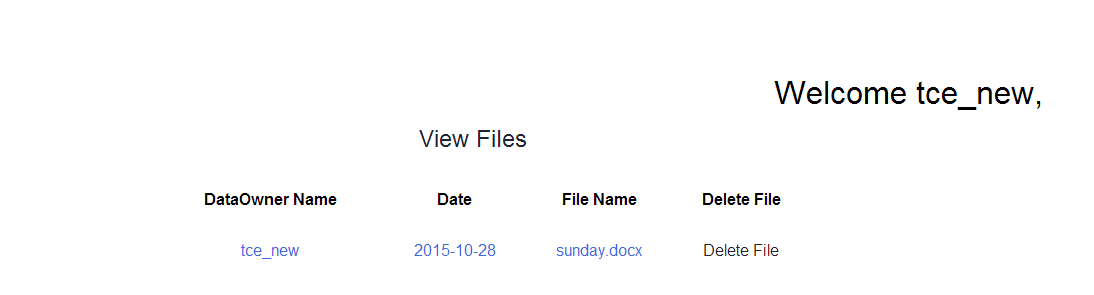 Welcome tce_new,
View Files
DataOwner Name Date File Name Delete File
tce_new 2015-10-28 sunday.docx Delete File